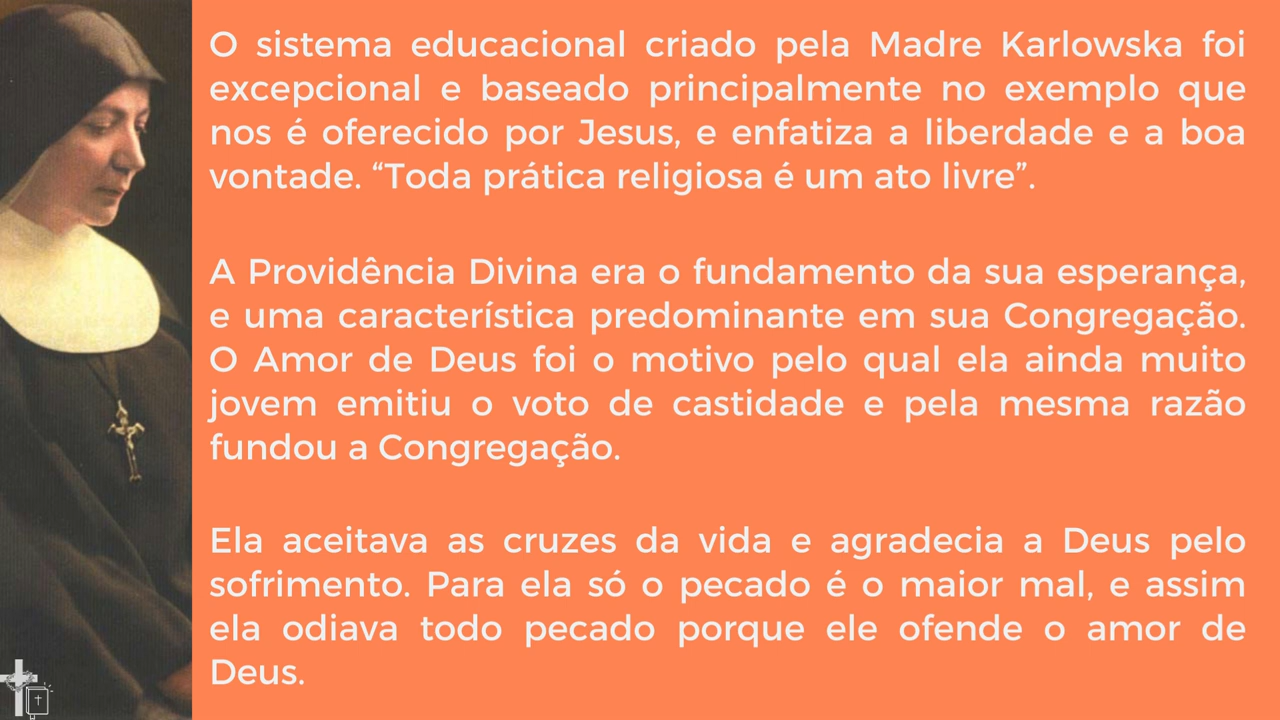 O sistema educacional criado pela Madre Karlowska foi
excepcional e baseado principalmente no exemplo que
nos é oferecido por Jesus, e enfatiza a liberdade e a boa
vontade. “Toda prática religiosa é um ato livre”.
A Providência Divina era o fundamento da sua esperança,
e uma característica predominante em sua Congregação.
O Amor de Deus foi o motivo pelo qual ela ainda muito
jovem emitiu o voto de castidade e pela mesma razão
fundou a Congregação.
Ela aceitava as cruzes da vida e agradecia a Deus pelo
sofrimento. Para ela só o pecado é o maior mal, e assim
ela odiava todo pecado porque ele ofende o amor de
Deus.